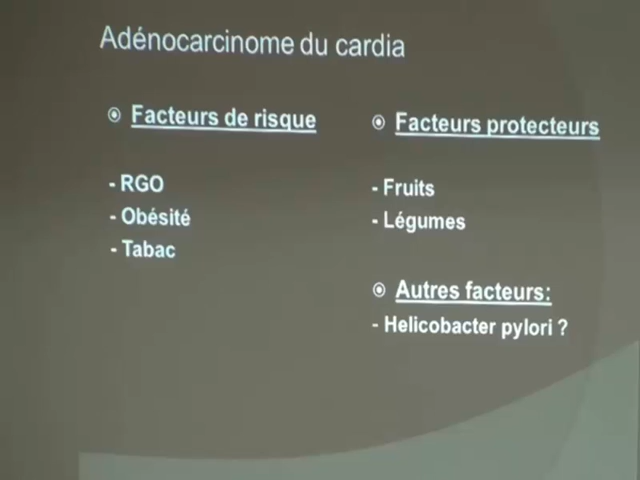 Adénocarcinome du cardia
Facteurs de risque
- RGO
- Obésité
- Tabac
Facteurs protecteurs
- Fruits
- Légumes
Autres facteurs:
- Helicobacter pylori ?